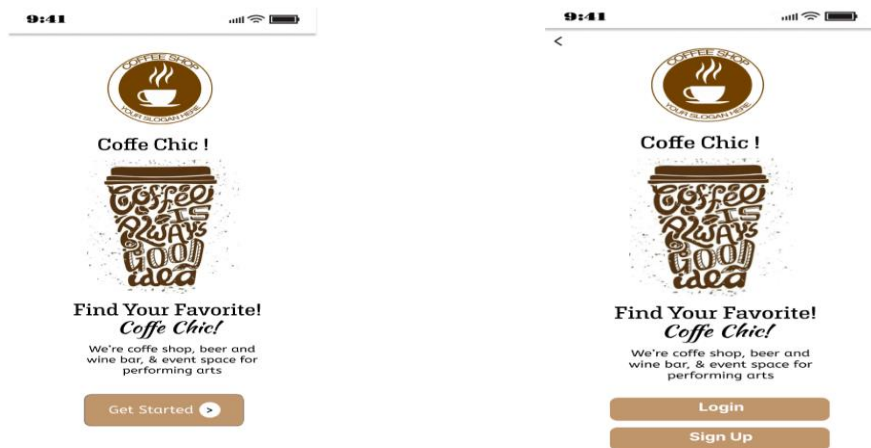 9:41
COFFEE SHOP
YOUR SLOGAN HERE
Coffe Chic !
Coffee
IS
ALWAYS
a GOOD
idea
Find Your Favorite!
Coffe Chic!
We're coffe shop, beer and
wine bar, & event space for
performing arts
Get Started >
9:41
<
COFFEE SHOP
YOUR SLOGAN HERE
Coffe Chic !
Coffee
IS
ALWAYS
a GOOD
idea
Find Your Favorite!
Coffe Chic!
We're coffe shop, beer and
wine bar, & event space for
performing arts
Login
Sign Up